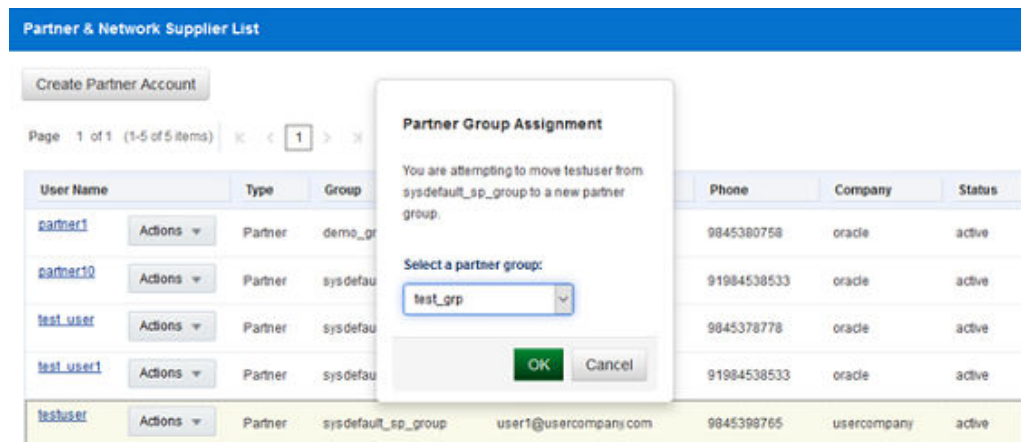 Partner & Network Supplier List
Create Partner Account
Page 1 of 1 (1-5 of 5 items) 1
Partner Group Assignment
You are attempting to move testuser from
sysdefault_sp_group to a new partner
group.
Select a partner group:
test_grp
OK Cancel
User Name Type Group Phone Company Status
partner1 Actions Partner demo_gr 9845380758 oracle active
partner10 Actions Partner sysdefau 91984538533 oracle active
test_user Actions Partner sysdefau 9845378778 oracle active
test_user1 Actions Partner sysdefau 91984538533 oracle active
testuser Actions Partner sysdefault_sp_group user1@usercompany.com 9845398765 usercompany active